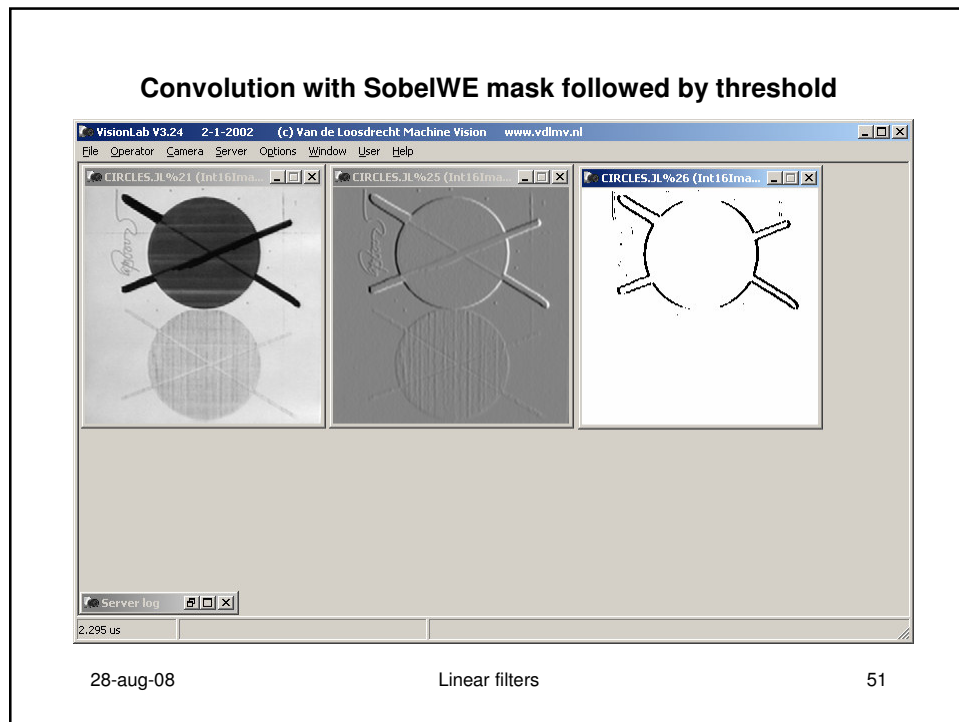 Convolution with SobelWE mask followed by threshold
VisionLab V3.24 2-1-2002 (c) Van de Loosdrecht Machine Vision www.vdlmv.nl
File Operator Camera Server Options Window User Help
CIRCLES.JL%21 (Int16Ima...
CIRCLES.JL%25 (Int16Ima...
CIRCLES.JL%26 (Int16Ima...
Server log
2.295 us
28-aug-08 Linear filters 51